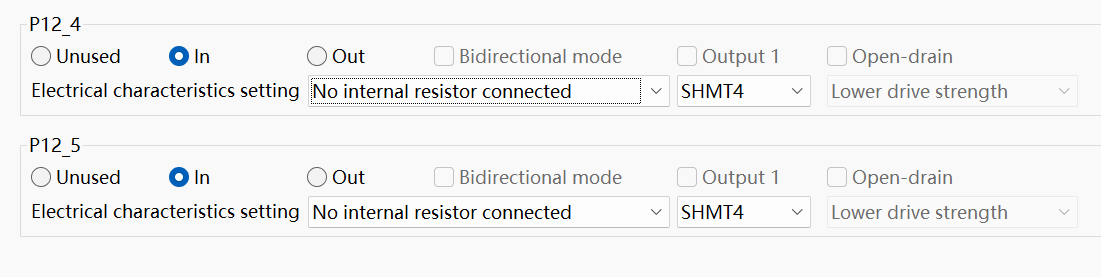 P12_4
Unused In Out Bidirectional mode Output 1 Open-drain
Electrical characteristics setting No internal resistor connected SHMT4 Lower drive strength
P12_5
Unused In Out Bidirectional mode Output 1 Open-drain
Electrical characteristics setting No internal resistor connected SHMT4 Lower drive strength